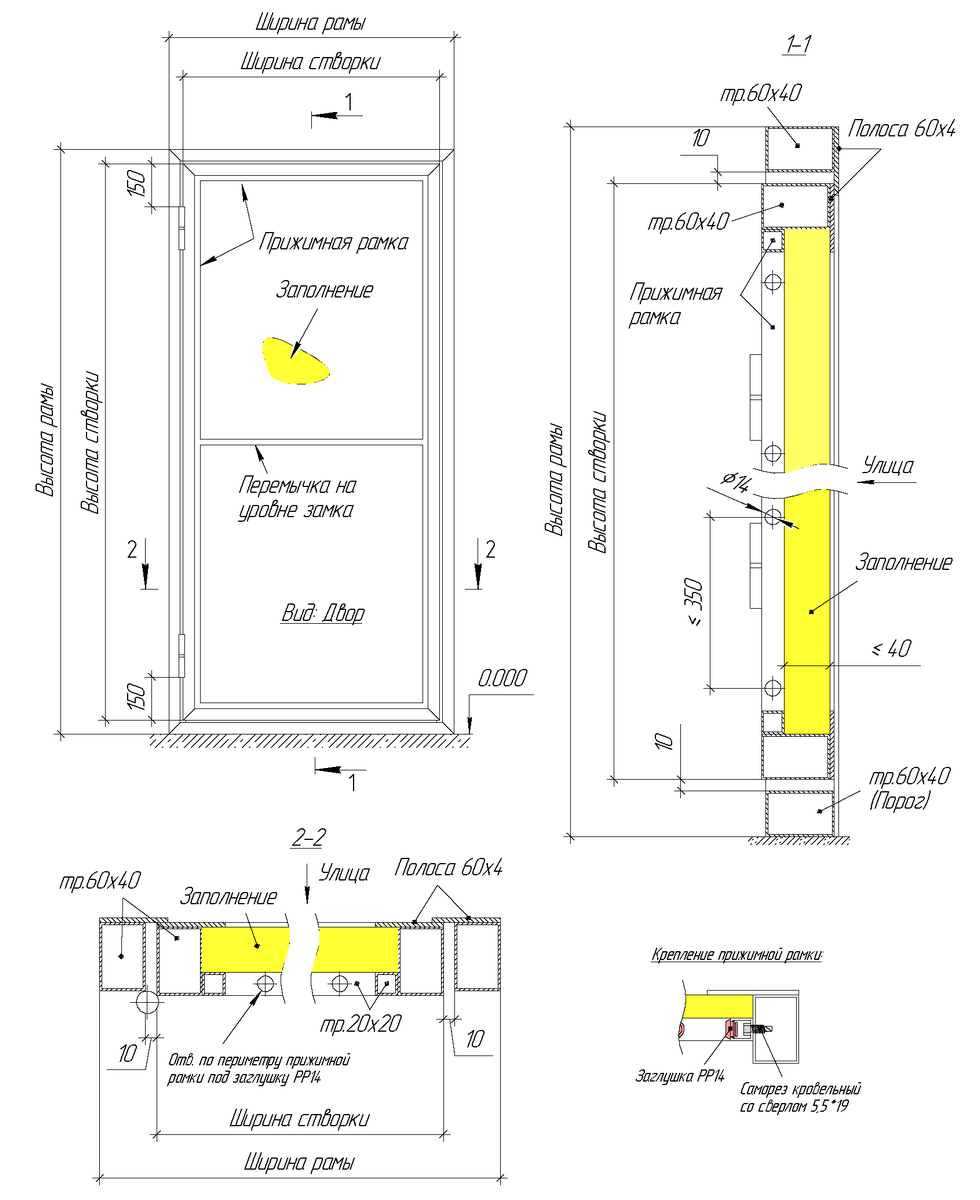 Ширина рамы
Ширина створки
1
150
Прижимная рамка
Заполнение
Высота рамы
Высота створки
Перемычка на
уровне замка
2
2
Вид: Двор
0.000
150
1
1-1
тр.60х40
Полоса 60х4
10
тр.60х40
Прижимная
рамка
Высота рамы
Высота створки
Улица
⌀14
Заполнение
≤ 350
≤ 40
10
тр.60х40
(Порог)
2-2
Улица
Полоса 60х4
тр.60х40
Заполнение
тр.20х20
10
10
Отв. по периметру прижимной
рамки под заглушку РР14
Ширина створки
Ширина рамы
Крепление прижимной рамки:
Заглушка РР14
Саморез кровельный
со сверлом 5,5*19